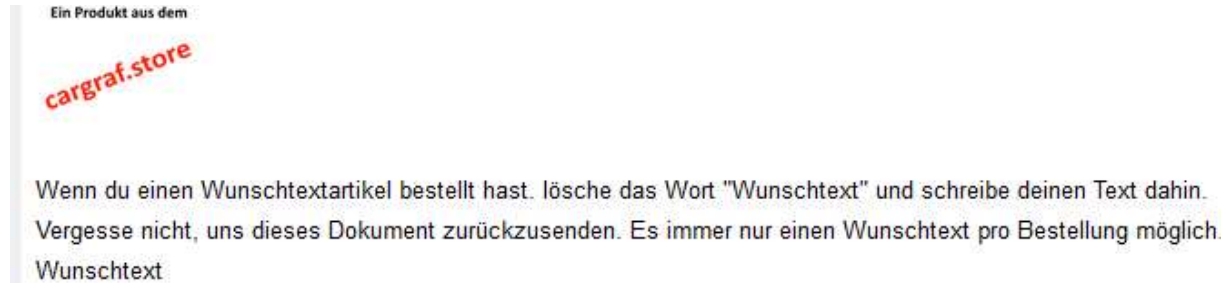 Ein Produkt aus dem
cargraf.store
Wenn du einen Wunschtextartikel bestellt hast. lösche das Wort "Wunschtext" und schreibe deinen Text dahin.
Vergesse nicht, uns dieses Dokument zurückzusenden. Es immer nur einen Wunschtext pro Bestellung möglich.
Wunschtext